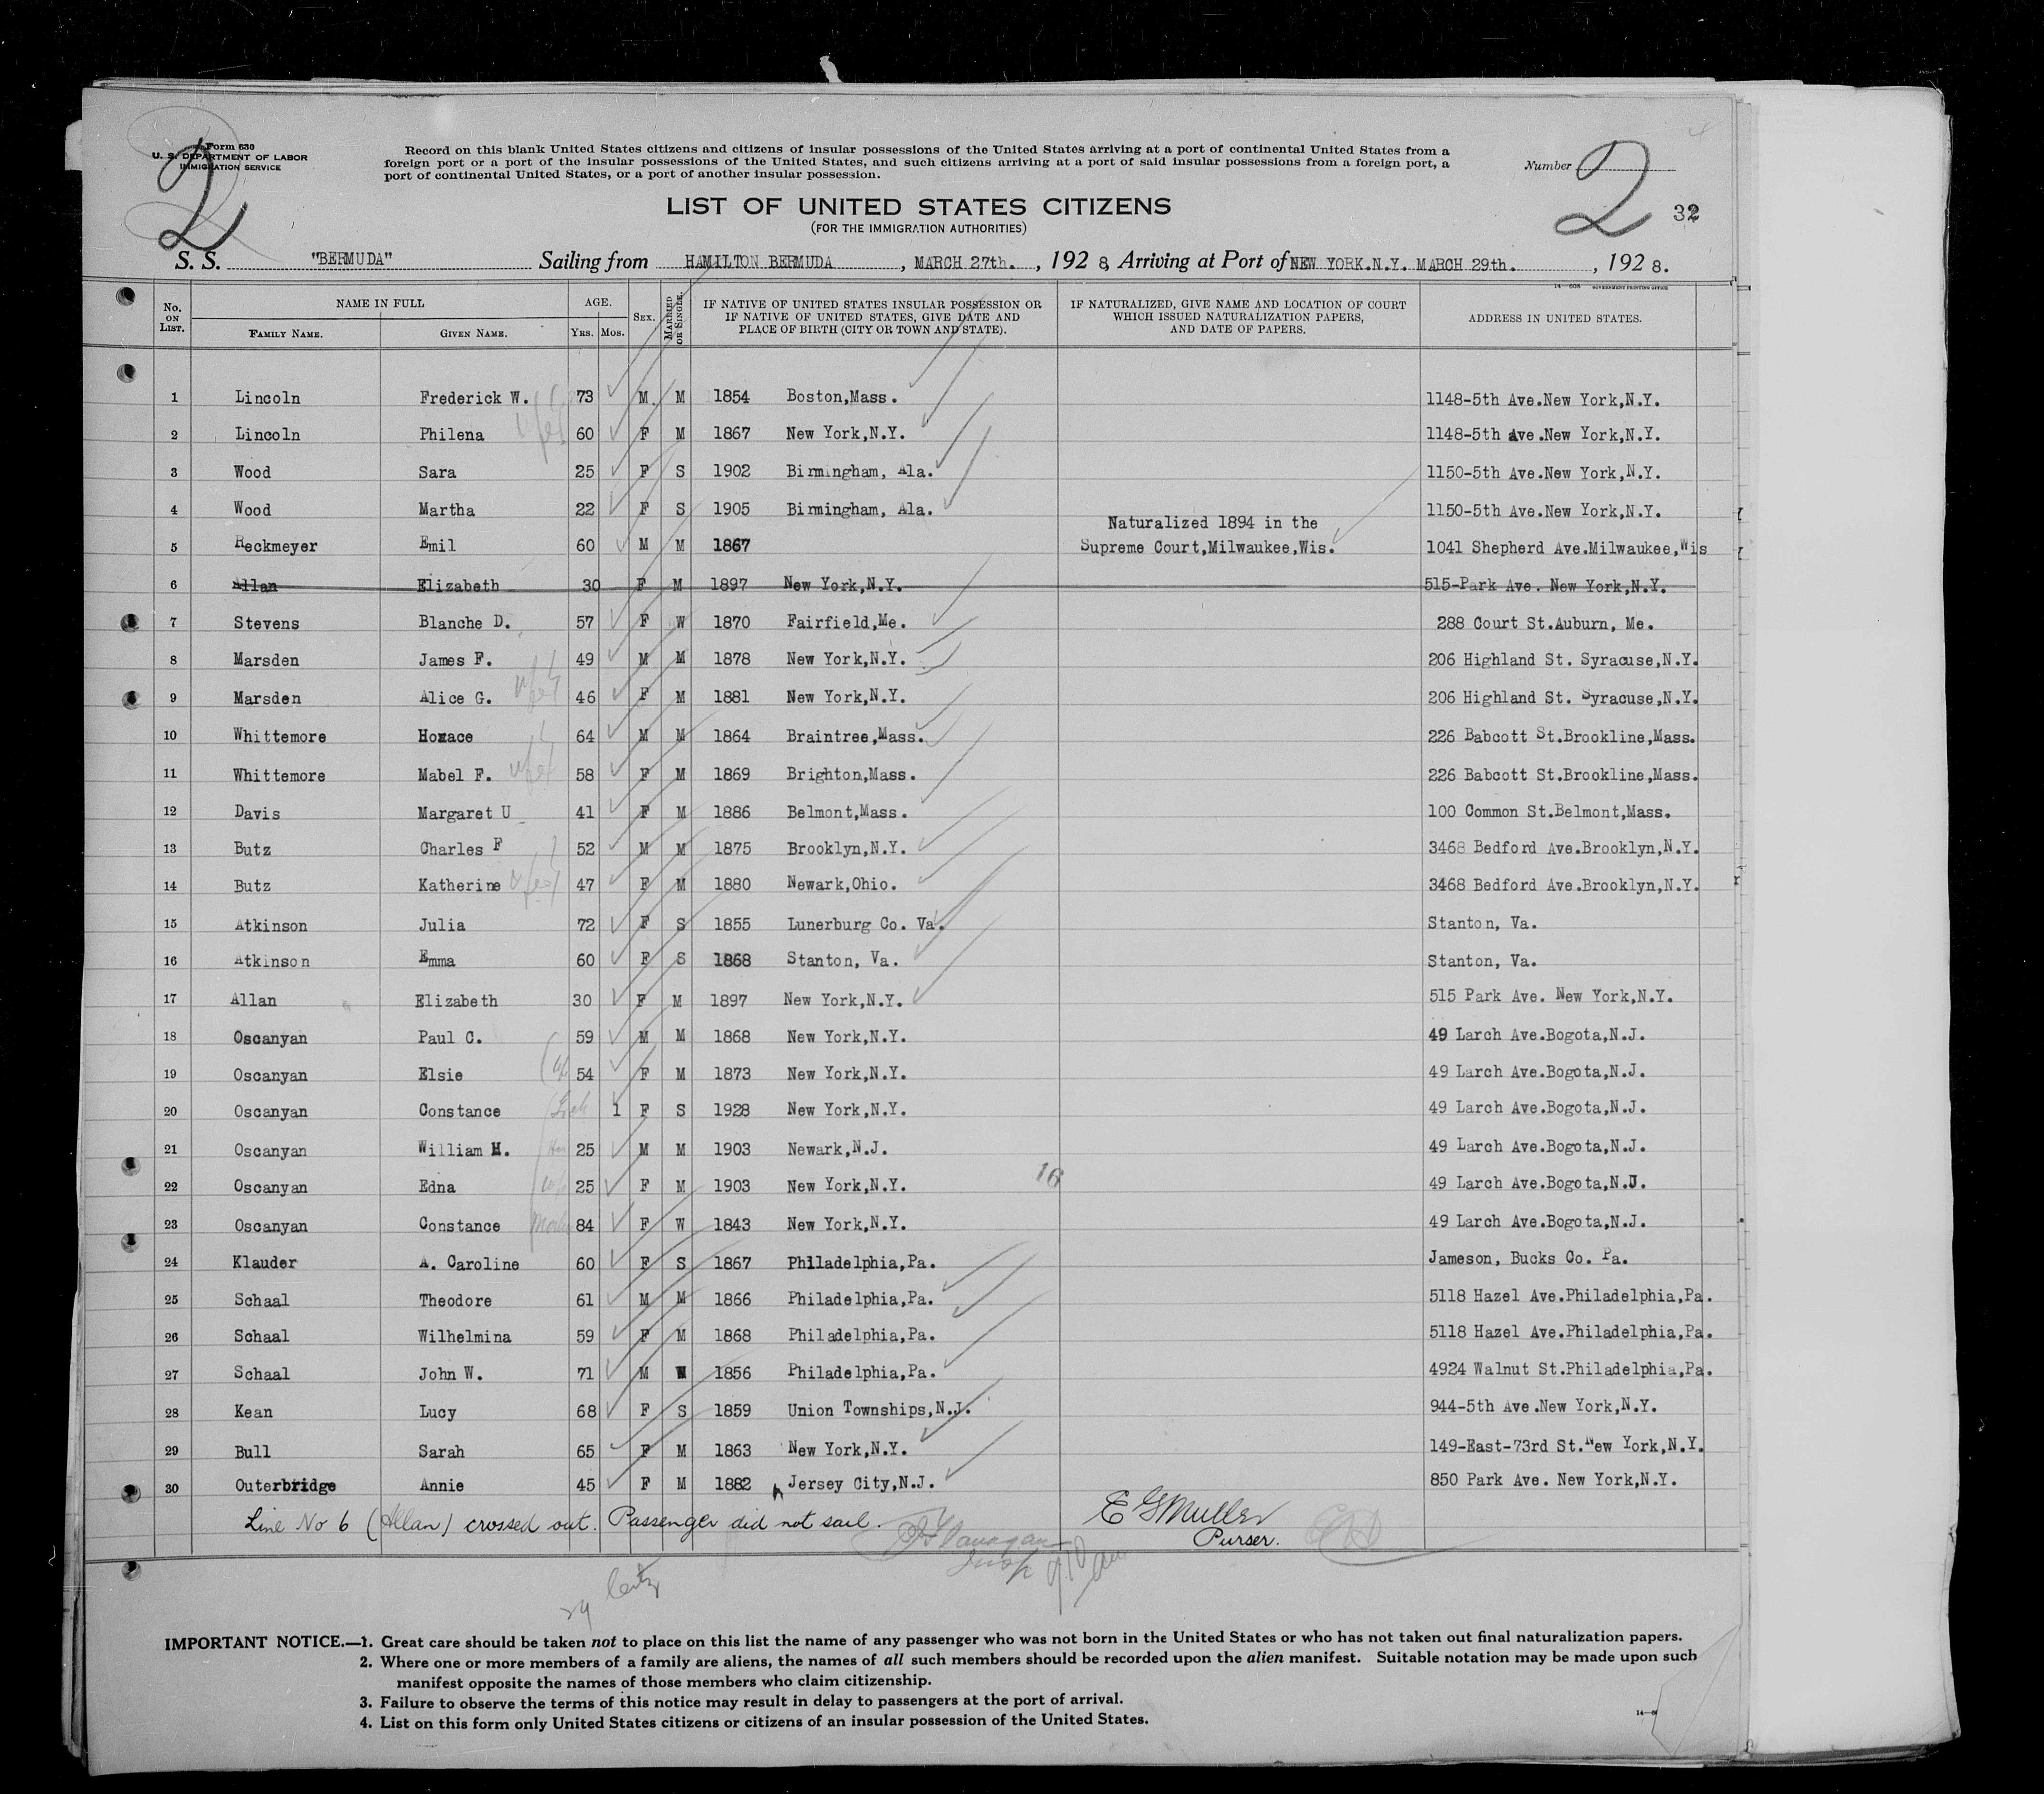 Form 630
U. S. DEPARTMENT OF LABOR
IMMIGRATION SERVICE
2
Record on this blank United States citizens and citizens of insular possessions of the United States arriving at a port of continental United States from a
foreign port or a port of the insular possessions of the United States, and such citizens arriving at a port of said insular possessions from a foreign port, a
port of continental United States, or a port of another insular possession.
Number 2
32
LIST OF UNITED STATES CITIZENS
(FOR THE IMMIGRATION AUTHORITIES)
S. S. "BERMUDA" Sailing from HAMILTON BERMUDA, MARCH 27th., 1928, Arriving at Port of NEW YORK.N.Y. MARCH 29th., 1928.
14—608 GOVERNMENT PRINTING OFFICE
No. ON LIST. NAME IN FULL FAMILY NAME. GIVEN NAME. AGE. YRS. MOS. SEX. MARRIED OR SINGLE. IF NATIVE OF UNITED STATES INSULAR POSSESSION OR IF NATIVE OF UNITED STATES, GIVE DATE AND PLACE OF BIRTH (CITY OR TOWN AND STATE). IF NATURALIZED, GIVE NAME AND LOCATION OF COURT WHICH ISSUED NATURALIZATION PAPERS, AND DATE OF PAPERS. ADDRESS IN UNITED STATES.
1 Lincoln Frederick W. 73 M. M 1854 Boston,Mass. 1148-5th Ave.New York,N.Y.
2 Lincoln Philena 60 F M 1867 New York,N.Y. 1148-5th Ave.New York,N.Y.
3 Wood Sara 25 F S 1902 Birmingham, Ala. 1150-5th Ave.New York,N.Y.
4 Wood Martha 22 F S 1905 Birmingham, Ala. 1150-5th Ave.New York,N.Y.
Naturalized 1894 in the
5 Reckmeyer Emil 60 M M 1867 Supreme Court,Milwaukee,Wis. 1041 Shepherd Ave.Milwaukee,Wis
6 Allan Elizabeth 30 F M 1897 New York,N.Y. 515-Park Ave. New York,N.Y.
7 Stevens Blanche D. 57 F W 1870 Fairfield,Me. 288 Court St.Auburn, Me.
8 Marsden James F. 49 M M 1878 New York,N.Y. 206 Highland St. Syracuse,N.Y.
9 Marsden Alice G. 46 F M 1881 New York,N.Y. 206 Highland St. Syracuse,N.Y.
10 Whittemore Horace 64 M M 1864 Braintree,Mass. 226 Babcott St.Brookline,Mass.
11 Whittemore Mabel F. 58 F M 1869 Brighton,Mass. 226 Babcott St.Brookline,Mass.
12 Davis Margaret U 41 F M 1886 Belmont,Mass. 100 Common St.Belmont,Mass.
13 Butz Charles F 52 M M 1875 Brooklyn,N.Y. 3468 Bedford Ave.Brooklyn,N.Y.
14 Butz Katherine 47 F M 1880 Newark,Ohio. 3468 Bedford Ave.Brooklyn,N.Y.
15 Atkinson Julia 72 F S 1855 Lunerburg Co. Va. Stanton, Va.
16 Atkinson Emma 60 F S 1868 Stanton, Va. Stanton, Va.
17 Allan Elizabeth 30 F M 1897 New York,N.Y. 515 Park Ave. New York,N.Y.
18 Oscanyan Paul C. 59 M M 1868 New York,N.Y. 49 Larch Ave.Bogota,N.J.
19 Oscanyan Elsie 54 F M 1873 New York,N.Y. 49 Larch Ave.Bogota,N.J.
20 Oscanyan Constance 1 F S 1928 New York,N.Y. 49 Larch Ave.Bogota,N.J.
21 Oscanyan William H. 25 M M 1903 Newark,N.J. 49 Larch Ave.Bogota,N.J.
16
22 Oscanyan Edna 25 F M 1903 New York,N.Y. 49 Larch Ave.Bogota,N.J.
23 Oscanyan Constance 84 F W 1843 New York,N.Y. 49 Larch Ave.Bogota,N.J.
24 Klauder A. Caroline 60 F S 1867 Philadelphia,Pa. Jameson, Bucks Co. Pa.
25 Schaal Theodore 61 M M 1866 Philadelphia,Pa. 5118 Hazel Ave.Philadelphia,Pa.
26 Schaal Wilhelmina 59 F M 1868 Philadelphia,Pa. 5118 Hazel Ave.Philadelphia,Pa.
27 Schaal John W. 71 M W 1856 Philadelphia,Pa. 4924 Walnut St.Philadelphia,Pa.
28 Kean Lucy 68 F S 1859 Union Townships,N.J. 944-5th Ave.New York,N.Y.
29 Bull Sarah 65 F M 1863 New York,N.Y. 149-East-73rd St.New York,N.Y.
30 Outerbridge Annie 45 F M 1882 Jersey City,N.J. 850 Park Ave. New York,N.Y.
Line No 6 (Allan) crossed out. Passenger did not sail. E G Muller
Purser.
Insp
29 Citz
IMPORTANT NOTICE.—1. Great care should be taken not to place on this list the name of any passenger who was not born in the United States or who has not taken out final naturalization papers.
2. Where one or more members of a family are aliens, the names of all such members should be recorded upon the alien manifest. Suitable notation may be made upon such
manifest opposite the names of those members who claim citizenship.
3. Failure to observe the terms of this notice may result in delay to passengers at the port of arrival.
4. List on this form only United States citizens or citizens of an insular possession of the United States.